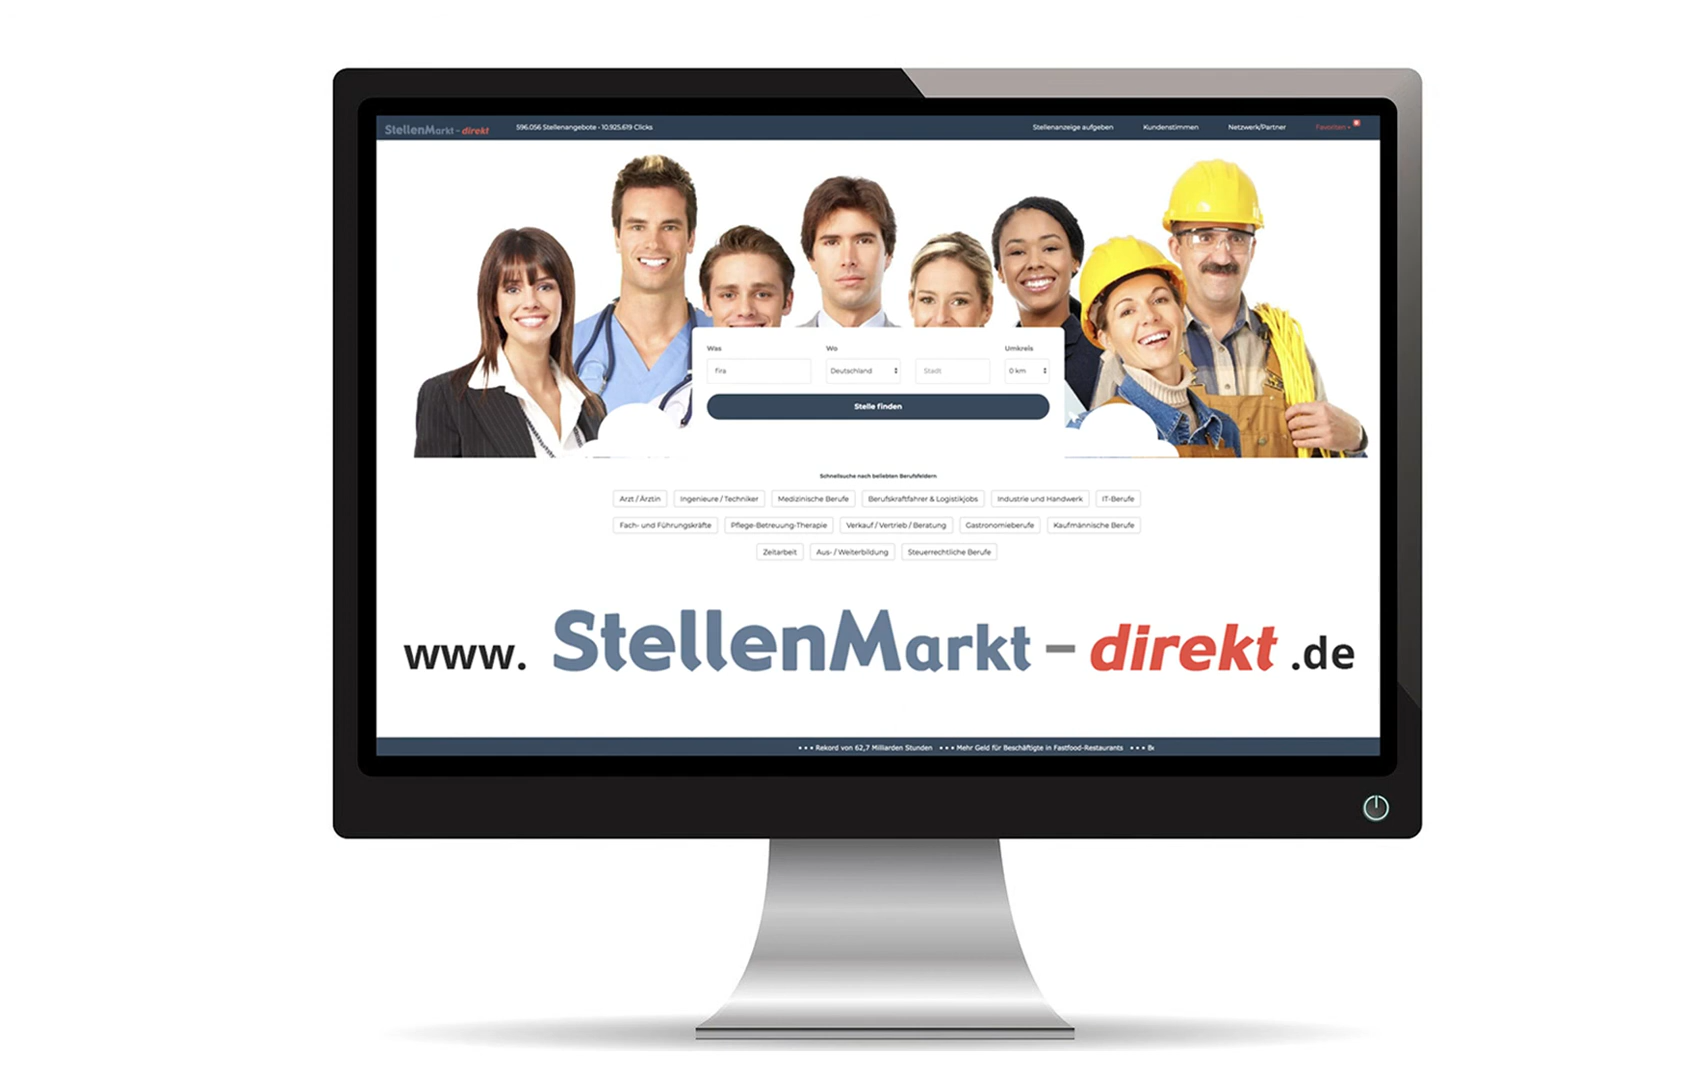 StellenMarkt - direkt 596.056 Stellenangebote • 10.925.619 Clicks Stellenanzeige aufgeben Kundenstimmen Netzwerk/Partner Favoriten
Was Wo Umkreis
fira Deutschland Stadt 0 km
Stelle finden
Schnellsuche nach beliebten Berufsfeldern
Arzt / Ärztin Ingenieure / Techniker Medizinische Berufe Berufskraftfahrer & Logistikjobs Industrie und Handwerk IT-Berufe
Fach- und Führungskräfte Pflege-Betreuung-Therapie Verkauf / Vertrieb / Beratung Gastronomieberufe Kaufmännische Berufe
Zeitarbeit Aus- / Weiterbildung Steuerrechtliche Berufe
www. StellenMarkt - direkt .de
• • • Rekord von 62,7 Milliarden Stunden • • • Mehr Geld für Beschäftigte in Fastfood-Restaurants • • •